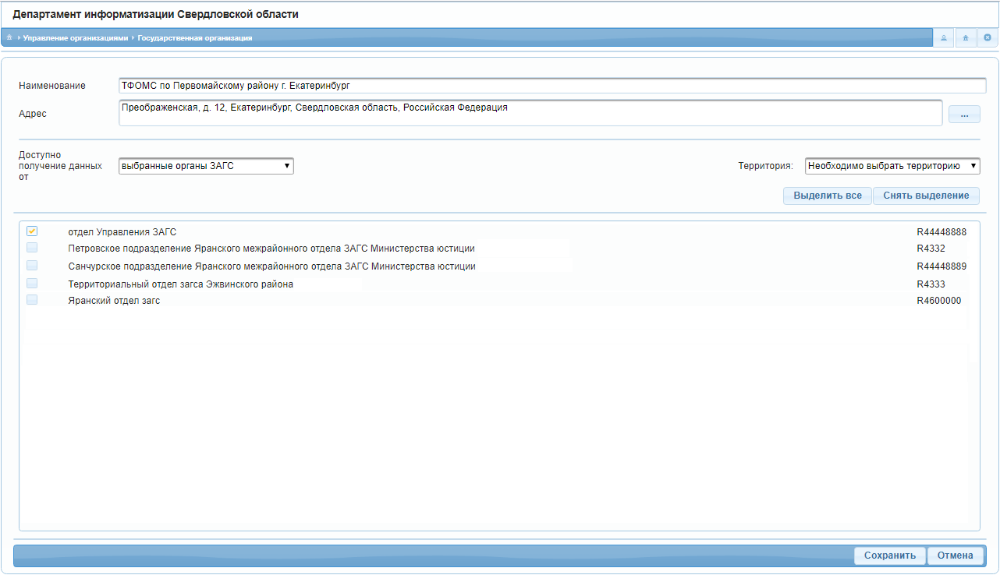 Департамент информатизации Свердловской области
Управление организациями Государственная организация
Наименование ТФОМС по Первомайскому району г. Екатеринбург
Адрес Преображенская, д. 12, Екатеринбург, Свердловская область, Российская Федерация ...
Доступно
получение данных
от
выбранные органы ЗАГС
Территория: Необходимо выбрать территорию
Выделить все Снять выделение
отдел Управления ЗАГС R44448888
Петровское подразделение Яранского межрайонного отдела ЗАГС Министерства юстиции R4332
Санчурское подразделение Яранского межрайонного отдела ЗАГС Министерства юстиции R44448889
Территориальный отдел загса Эжвинского района R4333
Яранский отдел загс R4600000
Сохранить Отмена